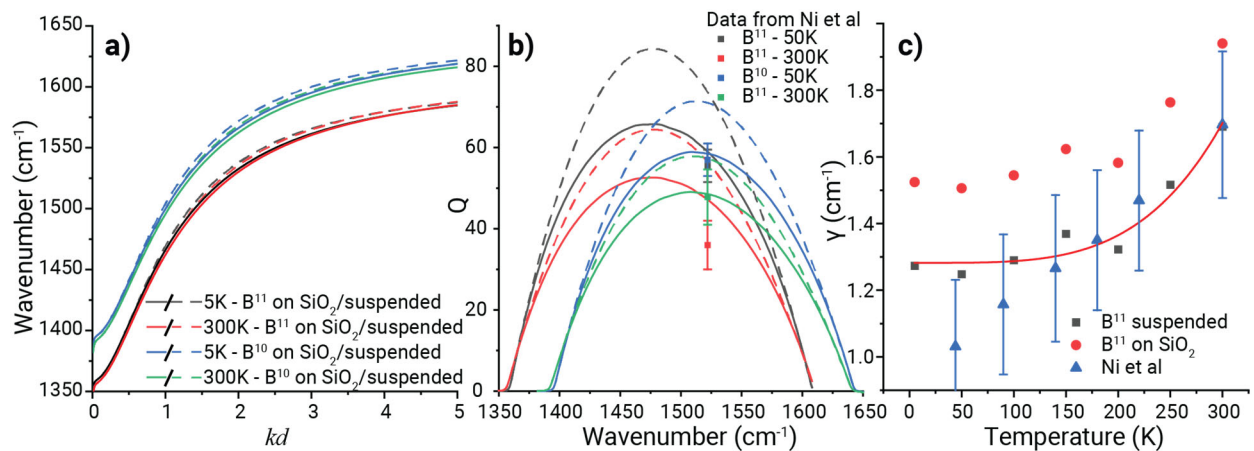 a)
Wavenumber (cm⁻¹)
1650
1600
1550
1500
1450
1400
1350
5K - B¹¹ on SiO₂/suspended
300K - B¹¹ on SiO₂/suspended
5K - B¹⁰ on SiO₂/suspended
300K - B¹⁰ on SiO₂/suspended
0 1 2 3 4 5
kd
b)
Data from Ni et al
B¹¹ - 50K
B¹¹ - 300K
B¹⁰ - 50K
B¹¹ - 300K
Q
80
60
40
20
0
1350 1400 1450 1500 1550 1600 1650
Wavenumber (cm⁻¹)
c)
γ (cm⁻¹)
1.8
1.6
1.4
1.2
1.0
B¹¹ suspended
B¹¹ on SiO₂
Ni et al
0 50 100 150 200 250 300
Temperature (K)